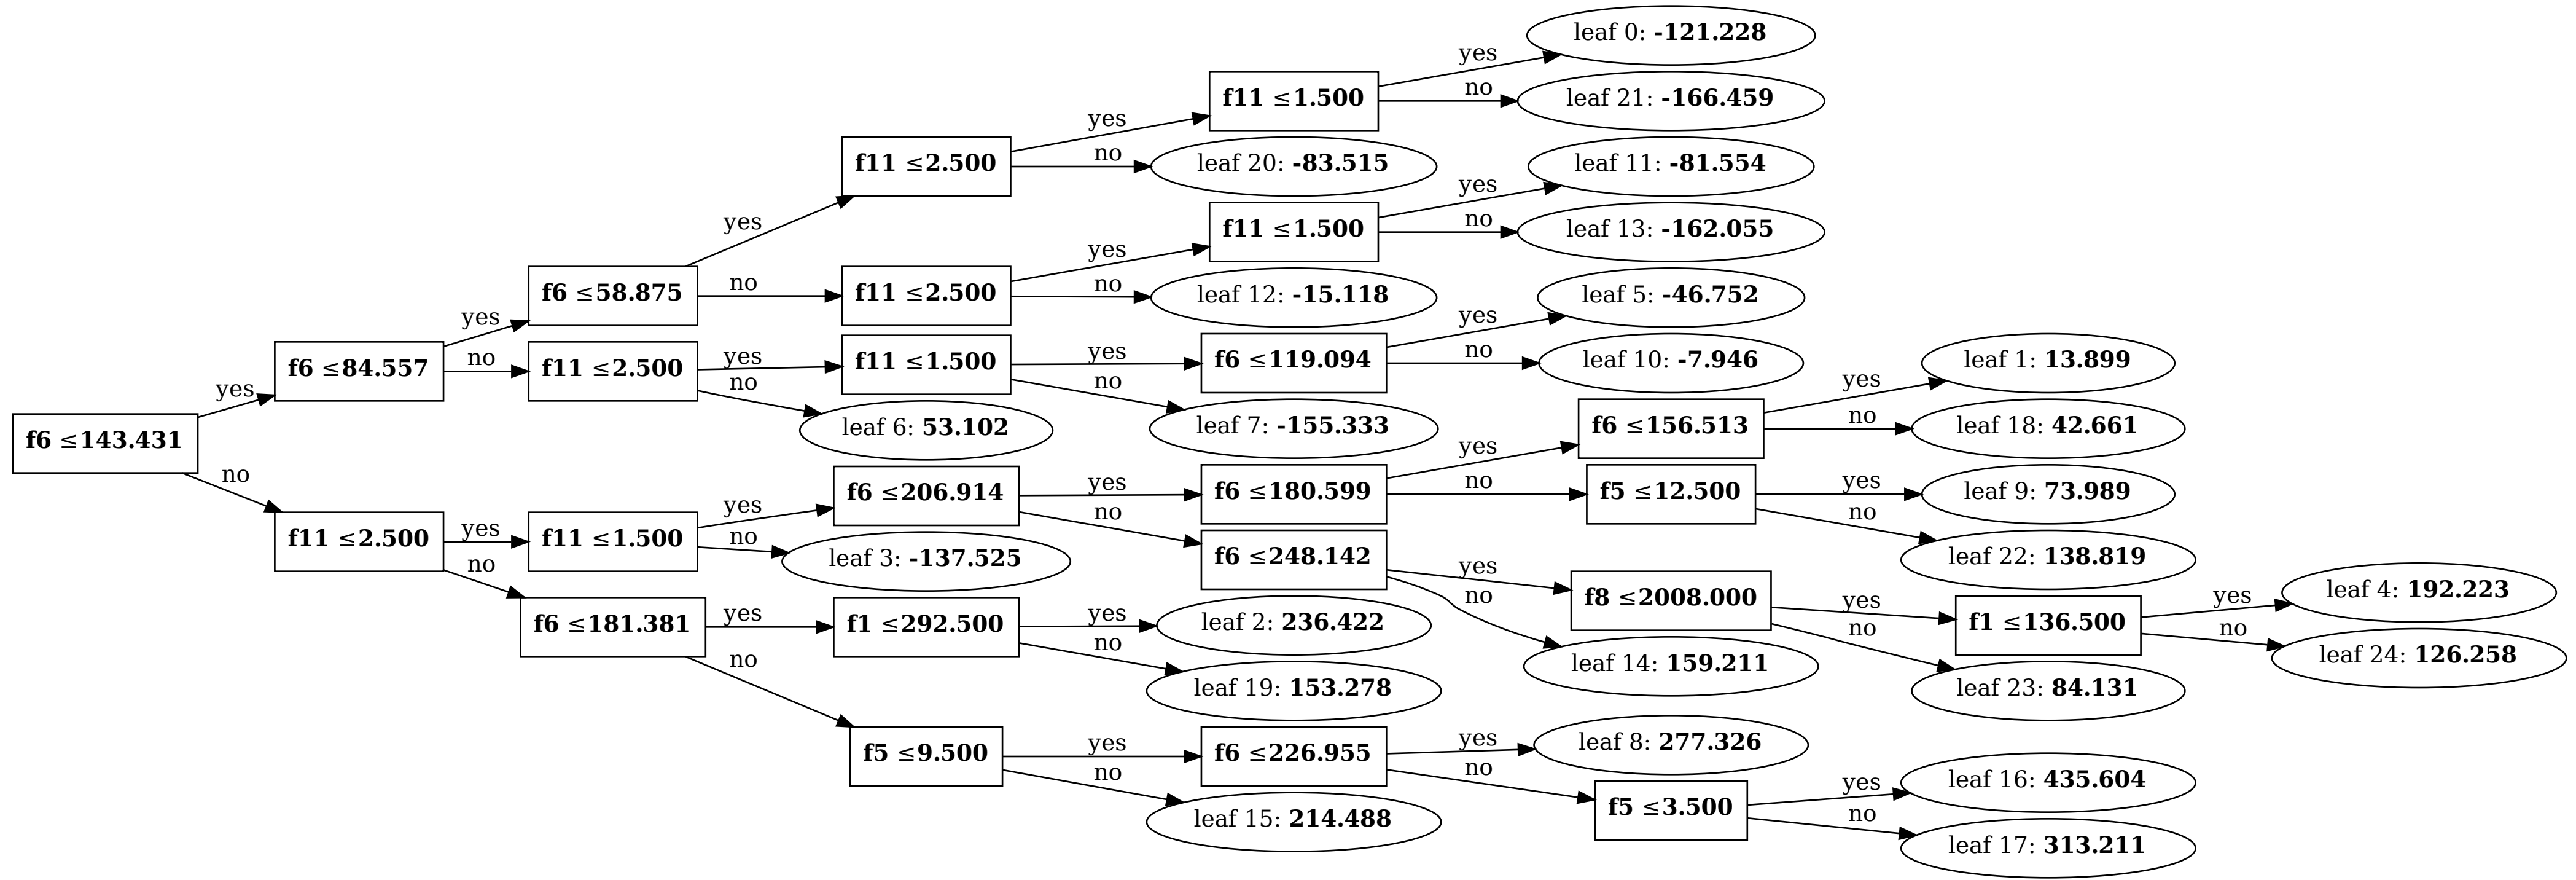 leaf 0: -121.228
yes
f11 ≤1.500
no
leaf 21: -166.459
yes
f11 ≤2.500
no
leaf 20: -83.515
leaf 11: -81.554
yes
yes
f11 ≤1.500
no
leaf 13: -162.055
yes
f6 ≤58.875
no
f11 ≤2.500
no
leaf 12: -15.118
leaf 5: -46.752
yes
yes
f6 ≤84.557
no
f11 ≤2.500
yes
no
f11 ≤1.500
yes
no
f6 ≤119.094
no
leaf 10: -7.946
leaf 1: 13.899
yes
yes
f6 ≤143.431
no
leaf 6: 53.102
leaf 7: -155.333
yes
f6 ≤156.513
no
leaf 18: 42.661
f6 ≤206.914
yes
no
f6 ≤180.599
no
f5 ≤12.500
yes
no
leaf 9: 73.989
f11 ≤2.500
yes
no
f11 ≤1.500
yes
no
leaf 3: -137.525
f6 ≤248.142
yes
no
leaf 22: 138.819
f8 ≤2008.000
yes
no
f1 ≤136.500
yes
no
leaf 4: 192.223
f6 ≤181.381
yes
no
f1 ≤292.500
yes
no
leaf 2: 236.422
leaf 14: 159.211
leaf 24: 126.258
leaf 19: 153.278
leaf 23: 84.131
f5 ≤9.500
yes
no
f6 ≤226.955
yes
no
leaf 8: 277.326
leaf 15: 214.488
f5 ≤3.500
yes
no
leaf 16: 435.604
leaf 17: 313.211